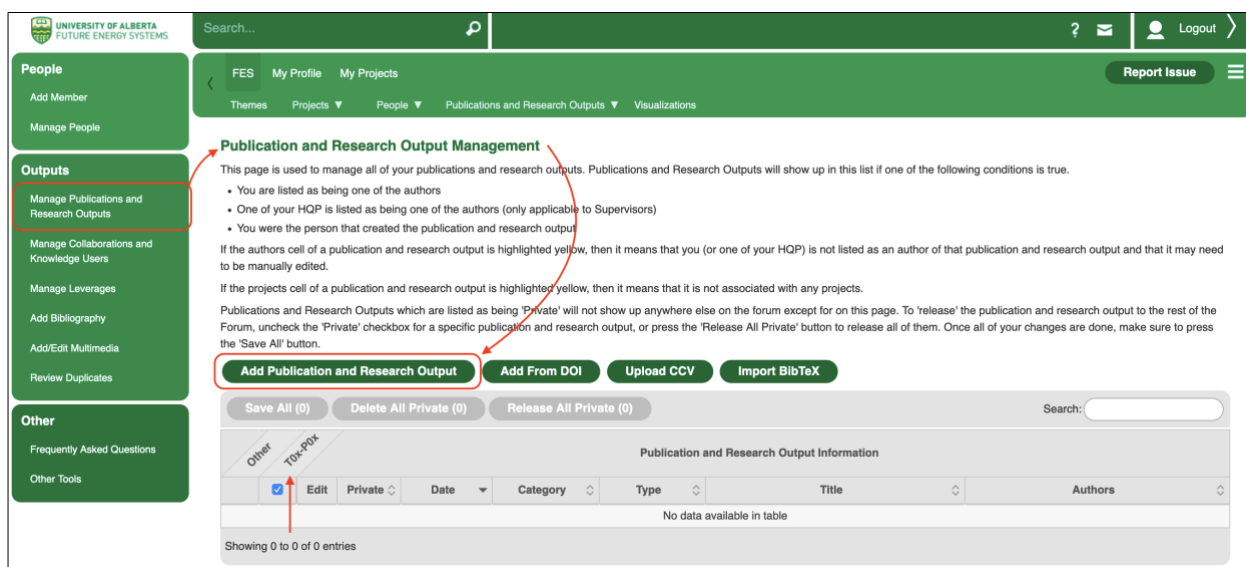 UNIVERSITY OF ALBERTA
FUTURE ENERGY SYSTEMS
Search...
?
Logout
People
Add Member
Manage People
Outputs
Manage Publications and
Research Outputs
Manage Collaborations and
Knowledge Users
Manage Leverages
Add Bibliography
Add/Edit Multimedia
Review Duplicates
Other
Frequently Asked Questions
Other Tools
FES My Profile My Projects
Report Issue
Themes Projects ▼ People ▼ Publications and Research Outputs ▼ Visualizations
Publication and Research Output Management
This page is used to manage all of your publications and research outputs. Publications and Research Outputs will show up in this list if one of the following conditions is true.
• You are listed as being one of the authors
• One of your HQP is listed as being one of the authors (only applicable to Supervisors)
• You were the person that created the publication and research output
If the authors cell of a publication and research output is highlighted yellow, then it means that you (or one of your HQP) is not listed as an author of that publication and research output and that it may need
to be manually edited.
If the projects cell of a publication and research output is highlighted yellow, then it means that it is not associated with any projects.
Publications and Research Outputs which are listed as being 'Private' will not show up anywhere else on the forum except for on this page. To 'release' the publication and research output to the rest of the
Forum, uncheck the 'Private' checkbox for a specific publication and research output, or press the 'Release All Private' button to release all of them. Once all of your changes are done, make sure to press
the 'Save All' button.
Add Publication and Research Output Add From DOI Upload CCV Import BibTeX
Save All (0) Delete All Private (0) Release All Private (0) Search:
Other T0x-P0x Publication and Research Output Information
Edit Private Date Category Type Title Authors
No data available in table
Showing 0 to 0 of 0 entries